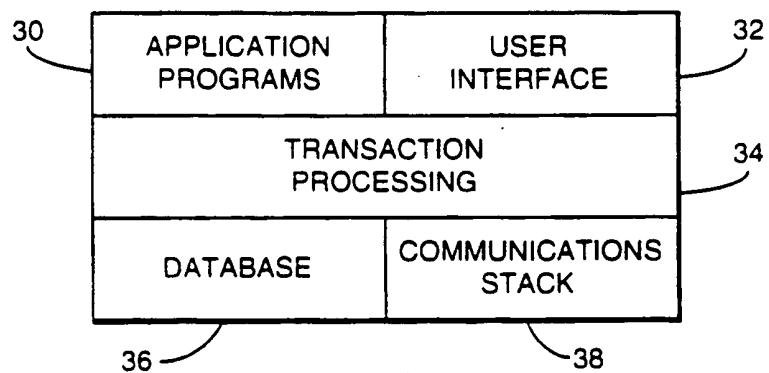 30
APPLICATION
PROGRAMS
USER
INTERFACE
32
TRANSACTION
PROCESSING
34
DATABASE
COMMUNICATIONS
STACK
36
38